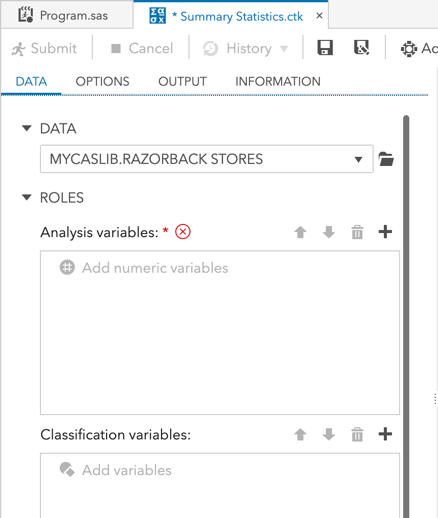 Program.sas
* Summary Statistics.ctk ×
Submit Cancel History
DATA OPTIONS OUTPUT INFORMATION
DATA
MYCASLIB.RAZORBACK STORES
ROLES
Analysis variables: *
Add numeric variables
Classification variables:
Add variables